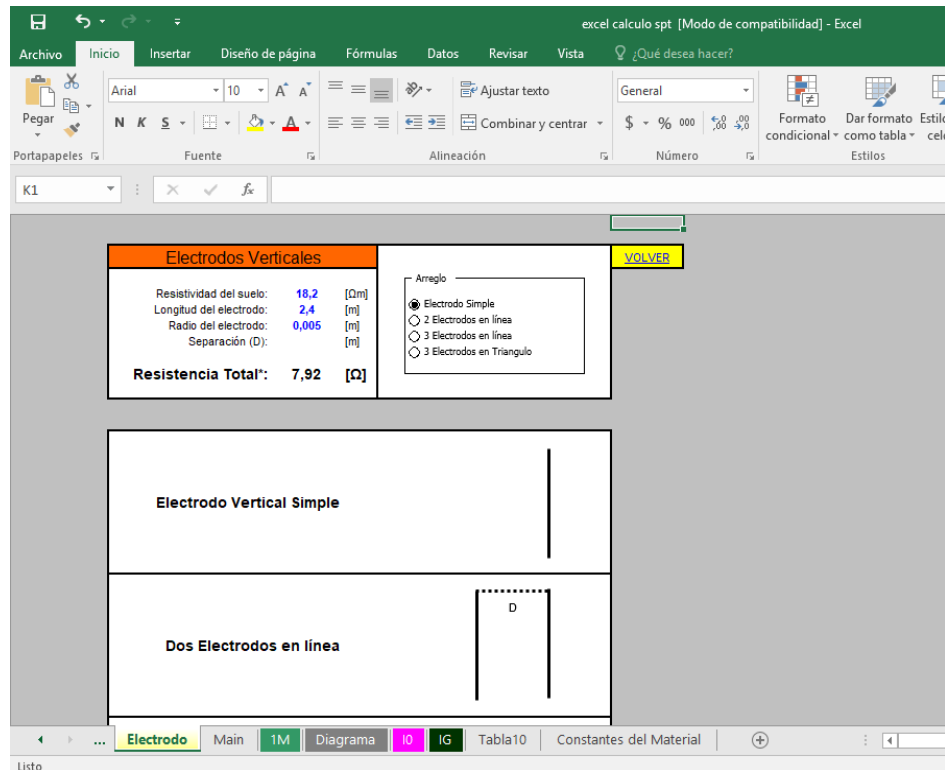 excel calculo spt [Modo de compatibilidad] - Excel
Archivo Inicio Insertar Diseño de página Fórmulas Datos Revisar Vista ¿Qué desea hacer?
Pegar
Arial 10 A A
Ajustar texto
General
N K S A
Combinar y centrar
$ % 000
Formato condicional
Dar formato como tabla
Portapapeles Fuente Alineación Número Estilos
K1 fx
Electrodos Verticales
VOLVER
Arreglo
Resistividad del suelo: 18,2 [Ωm]
Longitud del electrodo: 2,4 [m]
Radio del electrodo: 0,005 [m]
Separación (D): [m]
Resistencia Total*: 7,92 [Ω]
Electrodo Simple
2 Electrodos en línea
3 Electrodos en línea
3 Electrodos en Triangulo
Electrodo Vertical Simple
D
Dos Electrodos en línea
... Electrodo Main 1M Diagrama I0 IG Tabla10 Constantes del Material
Listo